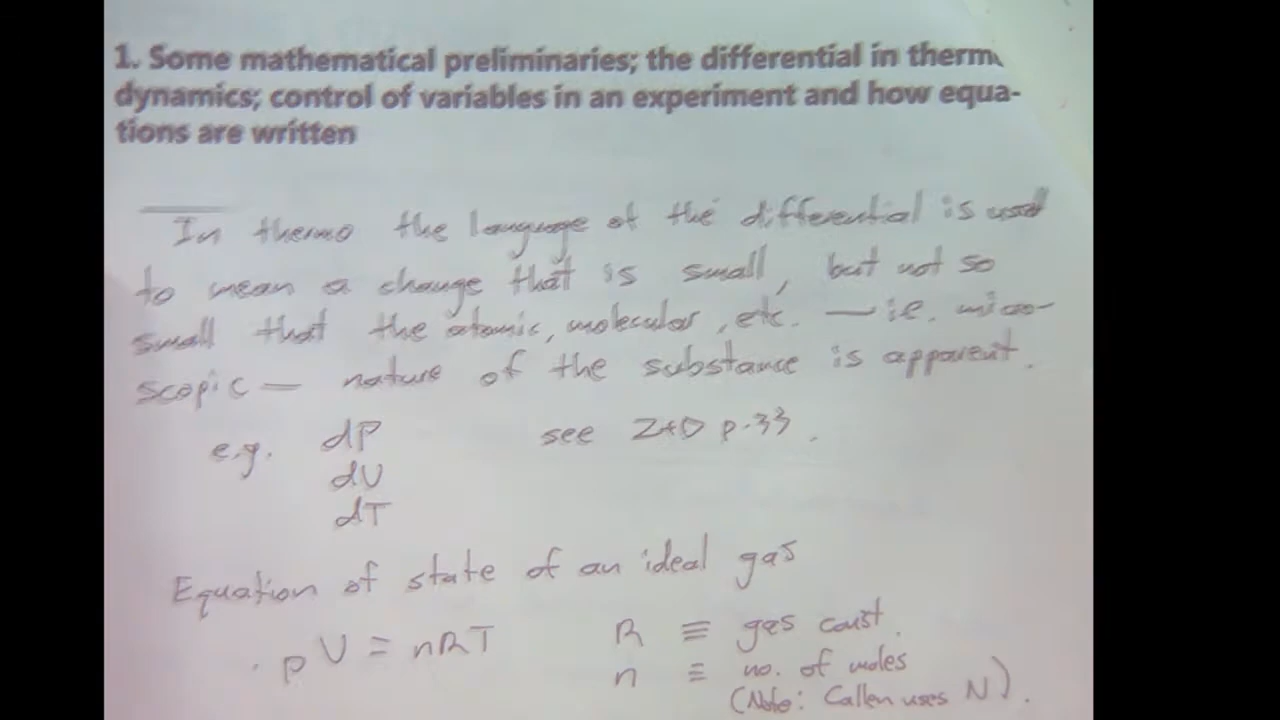 1. Some mathematical preliminaries; the differential in therm
dynamics; control of variables in an experiment and how equa-
tions are written
In thermo the language of the differential is used
to mean a change that is small, but not so
small that the atomic, molecular, etc. — ie. micro-
scopic — nature of the substance is apparent.
e.g. dP see Z+D p.33.
dV
dT
Equation of state of an ideal gas
pV = nRT R ≡ gas const.
n ≡ no. of moles
(Note: Callen uses N).